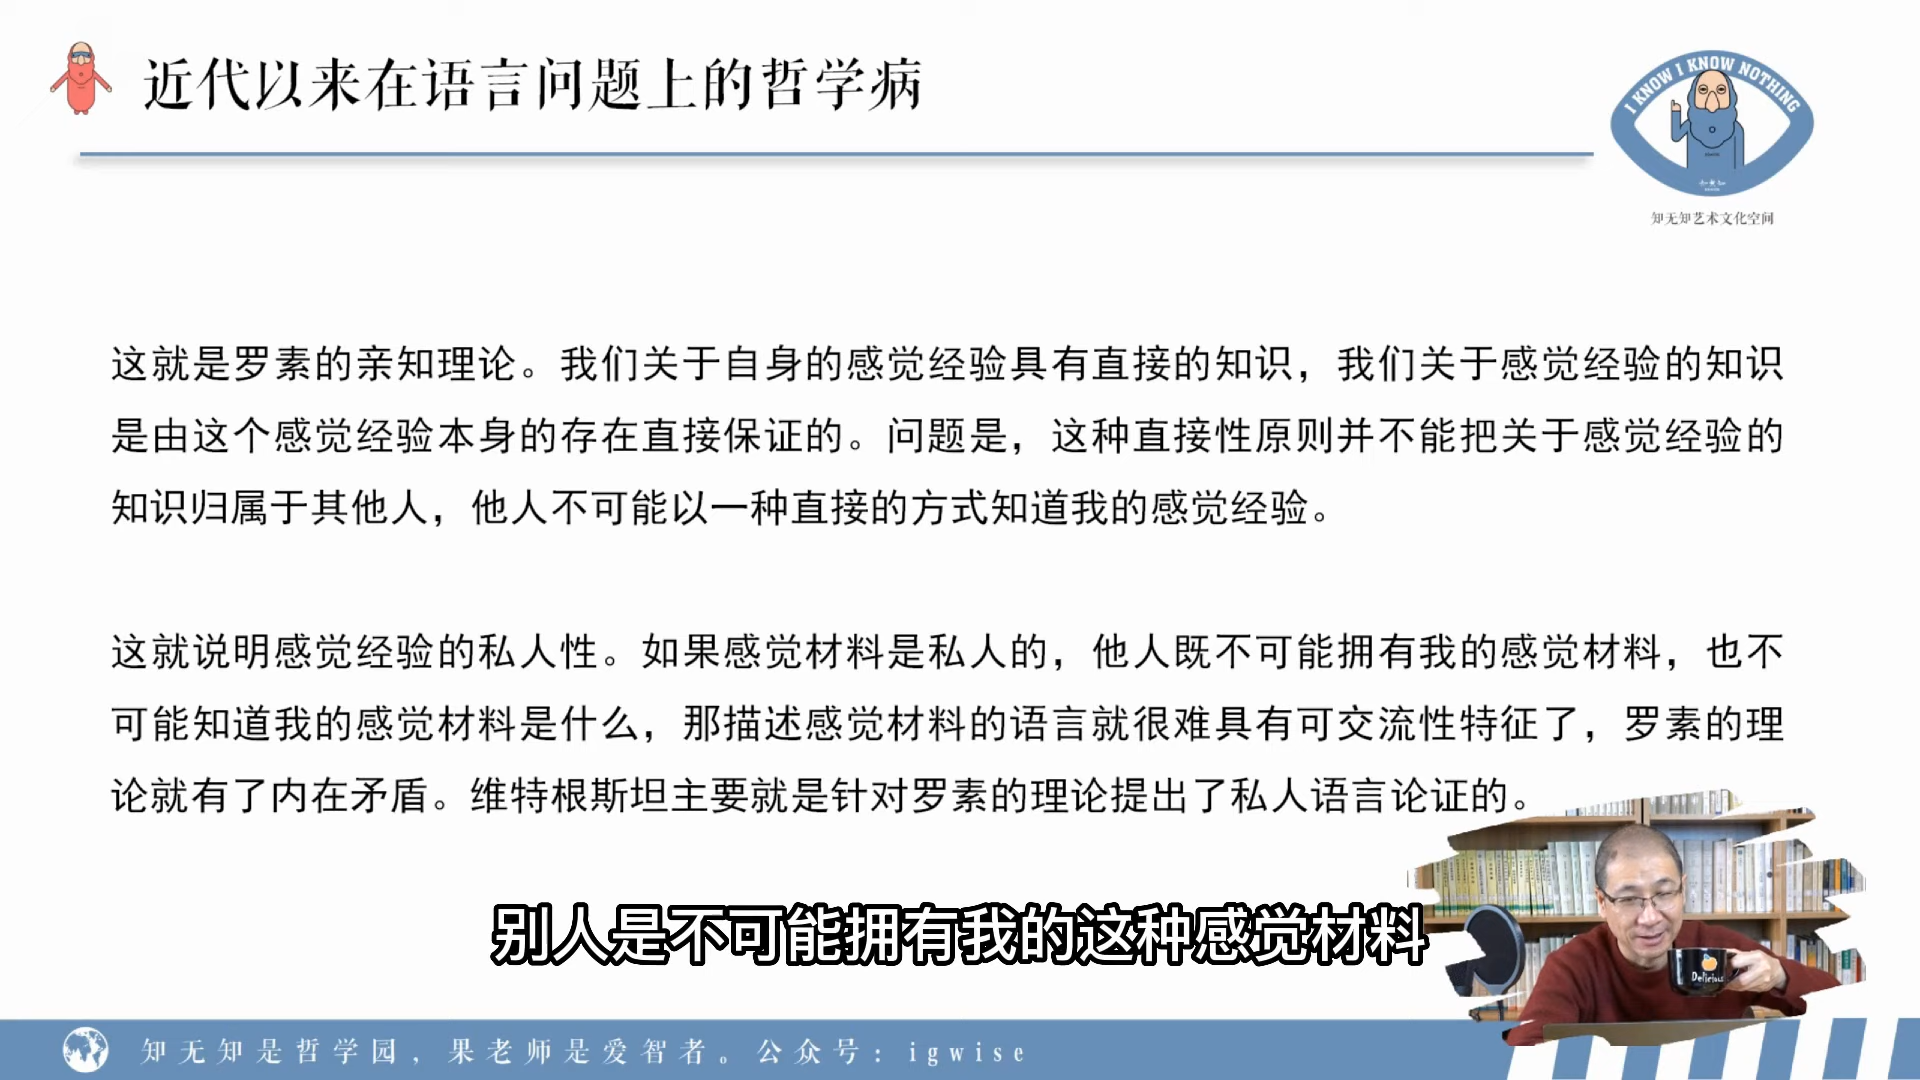 近代以来在语言问题上的哲学病
I KNOW I KNOW NOTHING
知无知艺术文化空间
这就是罗素的亲知理论。我们关于自身的感觉经验具有直接的知识，我们关于感觉经验的知识
是由这个感觉经验本身的存在直接保证的。问题是，这种直接性原则并不能把关于感觉经验的
知识归属于其他人，他人不可能以一种直接的方式知道我的感觉经验。
这就说明感觉经验的私人性。如果感觉材料是私人的，他人既不可能拥有我的感觉材料，也不
可能知道我的感觉材料是什么，那描述感觉材料的语言就很难具有可交流性特征了，罗素的理
论就有了内在矛盾。维特根斯坦主要就是针对罗素的理论提出了私人语言论证的。
别人是不可能拥有我的这种感觉材料
Delicious
知无知是哲学园，果老师是爱智者。公众号：igwise